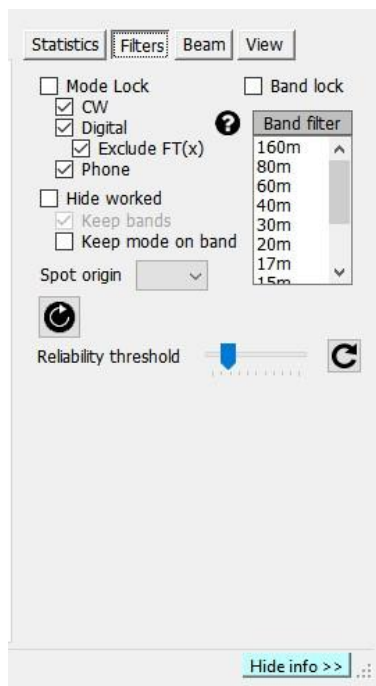 Statistics Filters Beam View
Mode Lock
Band lock
CW
Digital
?
Band filter
Exclude FT(x)
160m
Phone
80m
60m
Hide worked
40m
Keep bands
30m
Keep mode on band
20m
17m
Spot origin
15m
Reliability threshold
Hide info >>